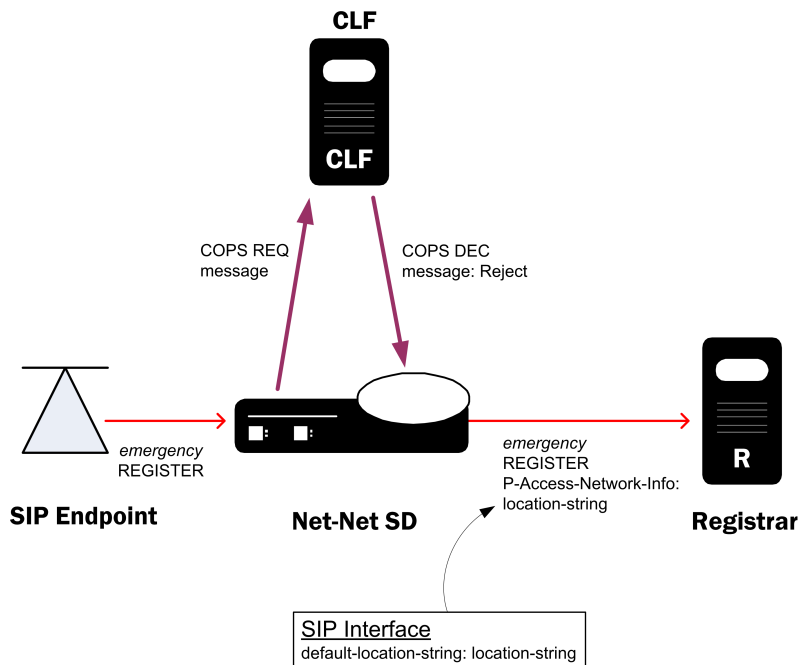 CLF
CLF
COPS REQ
message
COPS DEC
message: Reject
emergency
REGISTER
emergency
REGISTER
P-Access-Network-Info:
location-string
R
SIP Endpoint
Net-Net SD
Registrar
SIP Interface
default-location-string: location-string